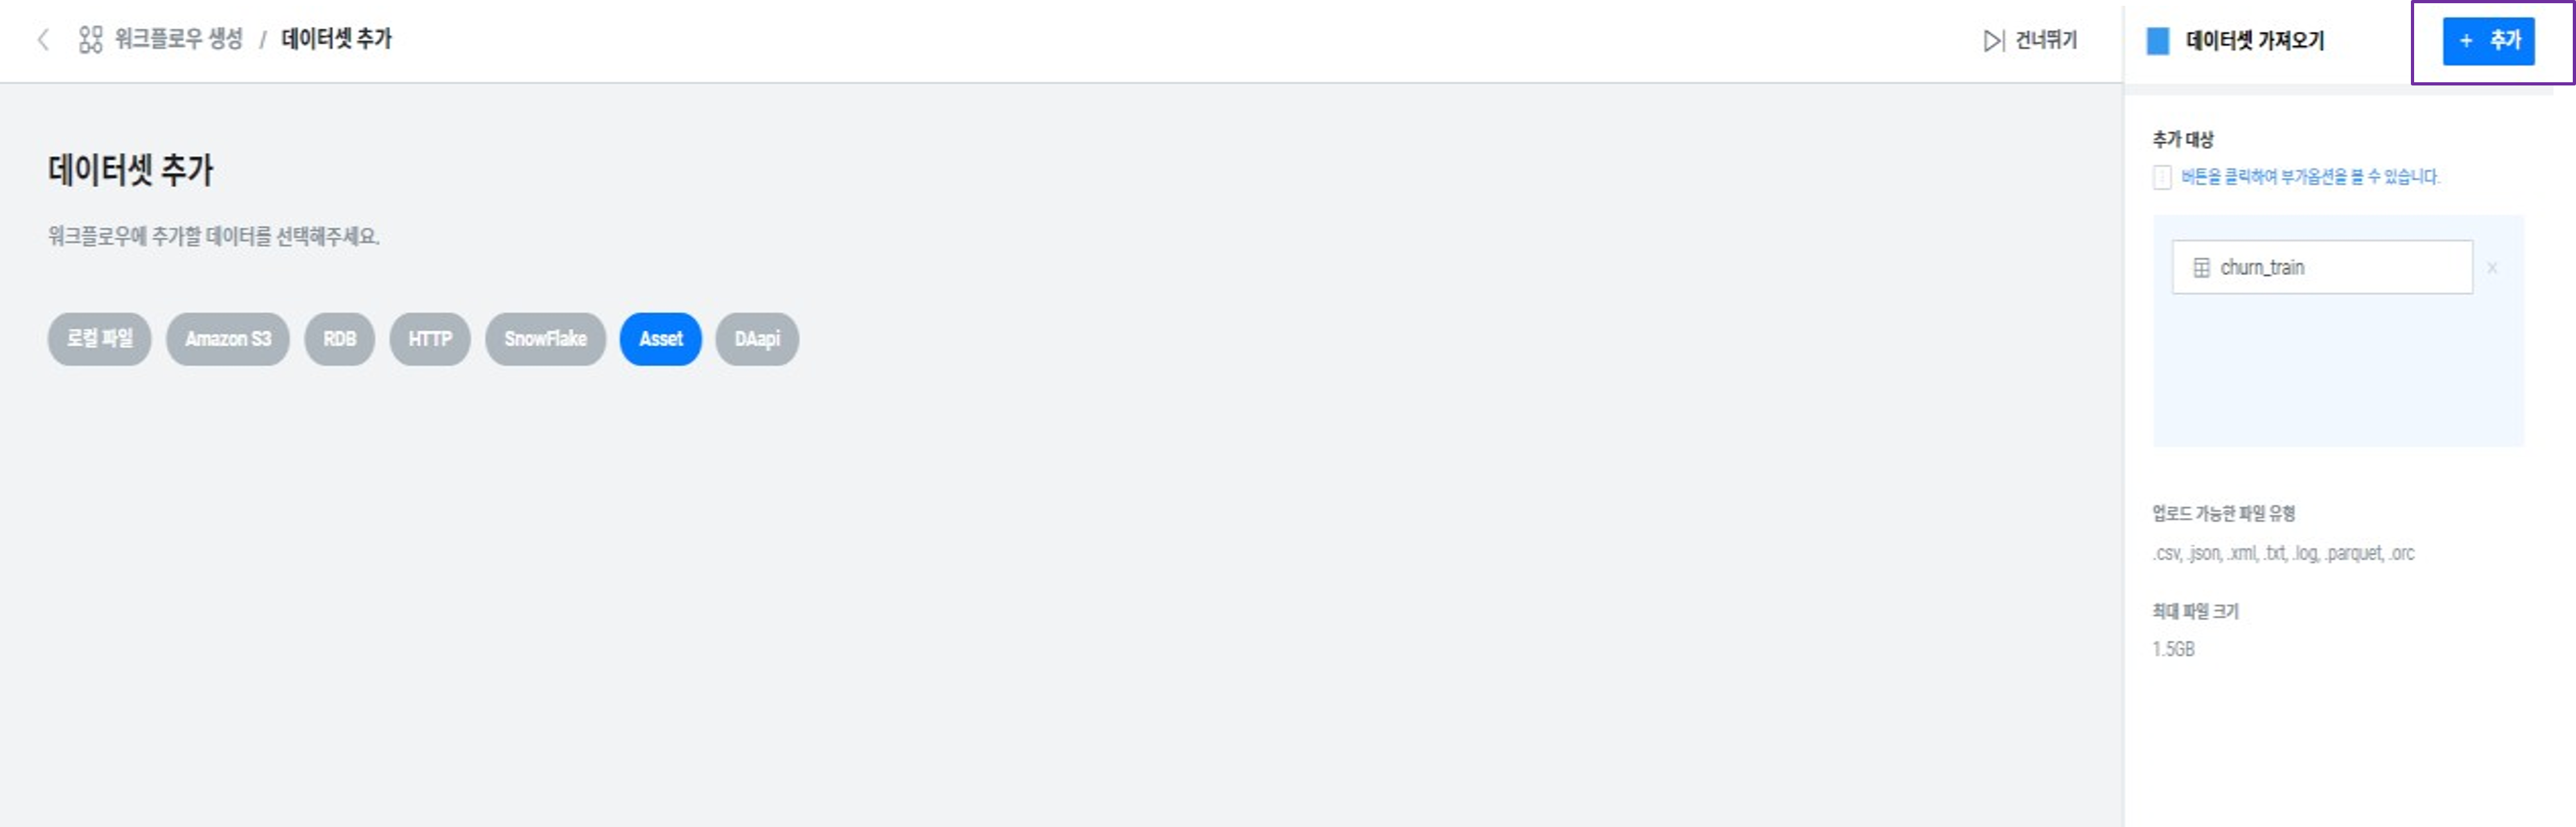 워크플로우 생성 / 데이터셋 추가
건너뛰기
데이터셋 가져오기
+ 추가
데이터셋 추가
워크플로우에 추가할 데이터를 선택해주세요.
로컬 파일 Amazon S3 RDB HTTP SnowFlake Asset DAapi
추가 대상
버튼을 클릭하여 부가옵션을 볼 수 있습니다.
churn_train ×
업로드 가능한 파일 유형
.csv, .json, .xml, .txt, .log, .parquet, .orc
최대 파일 크기
1.5GB